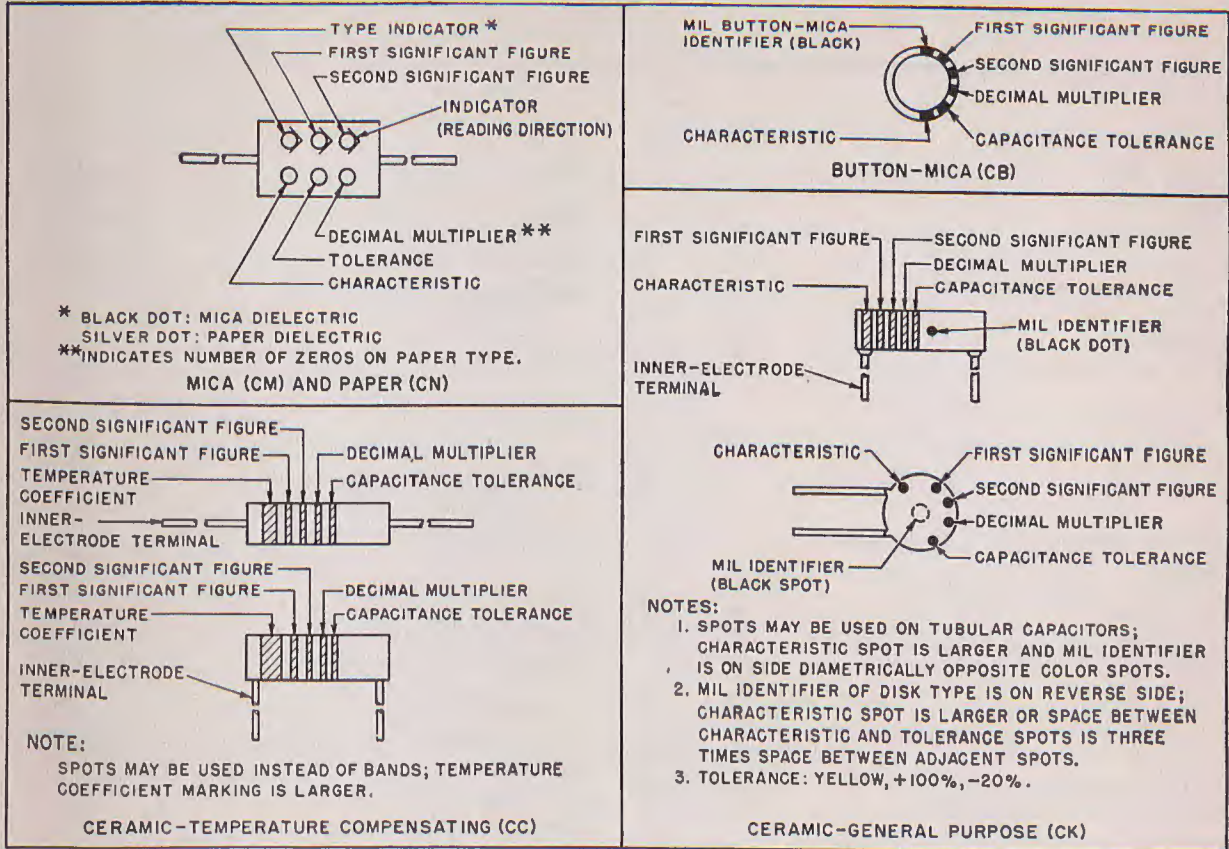 TYPE INDICATOR *
FIRST SIGNIFICANT FIGURE
SECOND SIGNIFICANT FIGURE
INDICATOR
(READING DIRECTION)
DECIMAL MULTIPLIER **
TOLERANCE
CHARACTERISTIC
* BLACK DOT: MICA DIELECTRIC
SILVER DOT: PAPER DIELECTRIC
**INDICATES NUMBER OF ZEROS ON PAPER TYPE.
MICA (CM) AND PAPER (CN)
MIL BUTTON-MICA
IDENTIFIER (BLACK)
FIRST SIGNIFICANT FIGURE
SECOND SIGNIFICANT FIGURE
DECIMAL MULTIPLIER
CHARACTERISTIC
CAPACITANCE TOLERANCE
BUTTON-MICA (CB)
SECOND SIGNIFICANT FIGURE
FIRST SIGNIFICANT FIGURE
DECIMAL MULTIPLIER
TEMPERATURE
COEFFICIENT
CAPACITANCE TOLERANCE
INNER-
ELECTRODE TERMINAL
SECOND SIGNIFICANT FIGURE
FIRST SIGNIFICANT FIGURE
DECIMAL MULTIPLIER
TEMPERATURE
COEFFICIENT
CAPACITANCE TOLERANCE
INNER-ELECTRODE
TERMINAL
NOTE:
SPOTS MAY BE USED INSTEAD OF BANDS; TEMPERATURE
COEFFICIENT MARKING IS LARGER.
CERAMIC-TEMPERATURE COMPENSATING (CC)
FIRST SIGNIFICANT FIGURE
SECOND SIGNIFICANT FIGURE
DECIMAL MULTIPLIER
CHARACTERISTIC
CAPACITANCE TOLERANCE
MIL IDENTIFIER
(BLACK DOT)
INNER-ELECTRODE
TERMINAL
CHARACTERISTIC
FIRST SIGNIFICANT FIGURE
SECOND SIGNIFICANT FIGURE
DECIMAL MULTIPLIER
CAPACITANCE TOLERANCE
MIL IDENTIFIER
(BLACK SPOT)
NOTES:
1. SPOTS MAY BE USED ON TUBULAR CAPACITORS;
CHARACTERISTIC SPOT IS LARGER AND MIL IDENTIFIER
IS ON SIDE DIAMETRICALLY OPPOSITE COLOR SPOTS.
2. MIL IDENTIFIER OF DISK TYPE IS ON REVERSE SIDE;
CHARACTERISTIC SPOT IS LARGER OR SPACE BETWEEN
CHARACTERISTIC AND TOLERANCE SPOTS IS THREE
TIMES SPACE BETWEEN ADJACENT SPOTS.
3. TOLERANCE: YELLOW, +100%, -20%.
CERAMIC-GENERAL PURPOSE (CK)